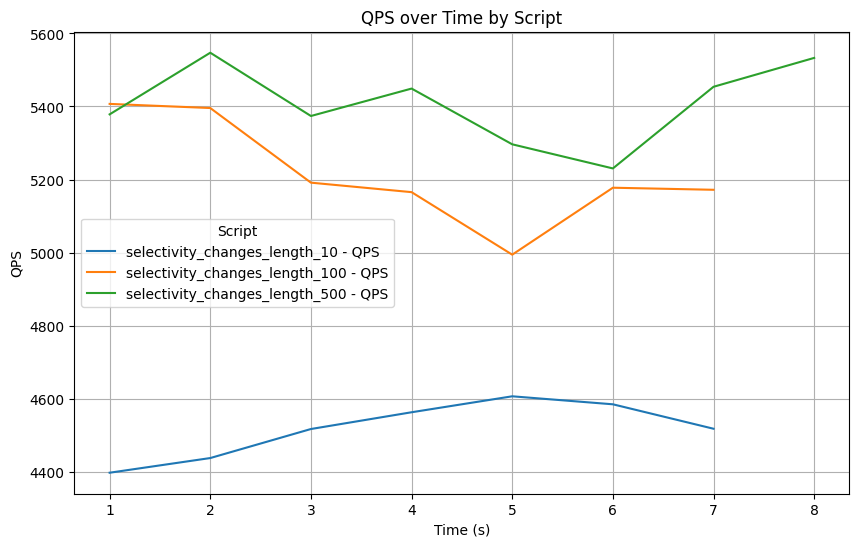 QPS over Time by Script
5600
5400
5200
5000
4800
4600
4400
QPS
Script
selectivity_changes_length_10 - QPS
selectivity_changes_length_100 - QPS
selectivity_changes_length_500 - QPS
1 2 3 4 5 6 7 8
Time (s)